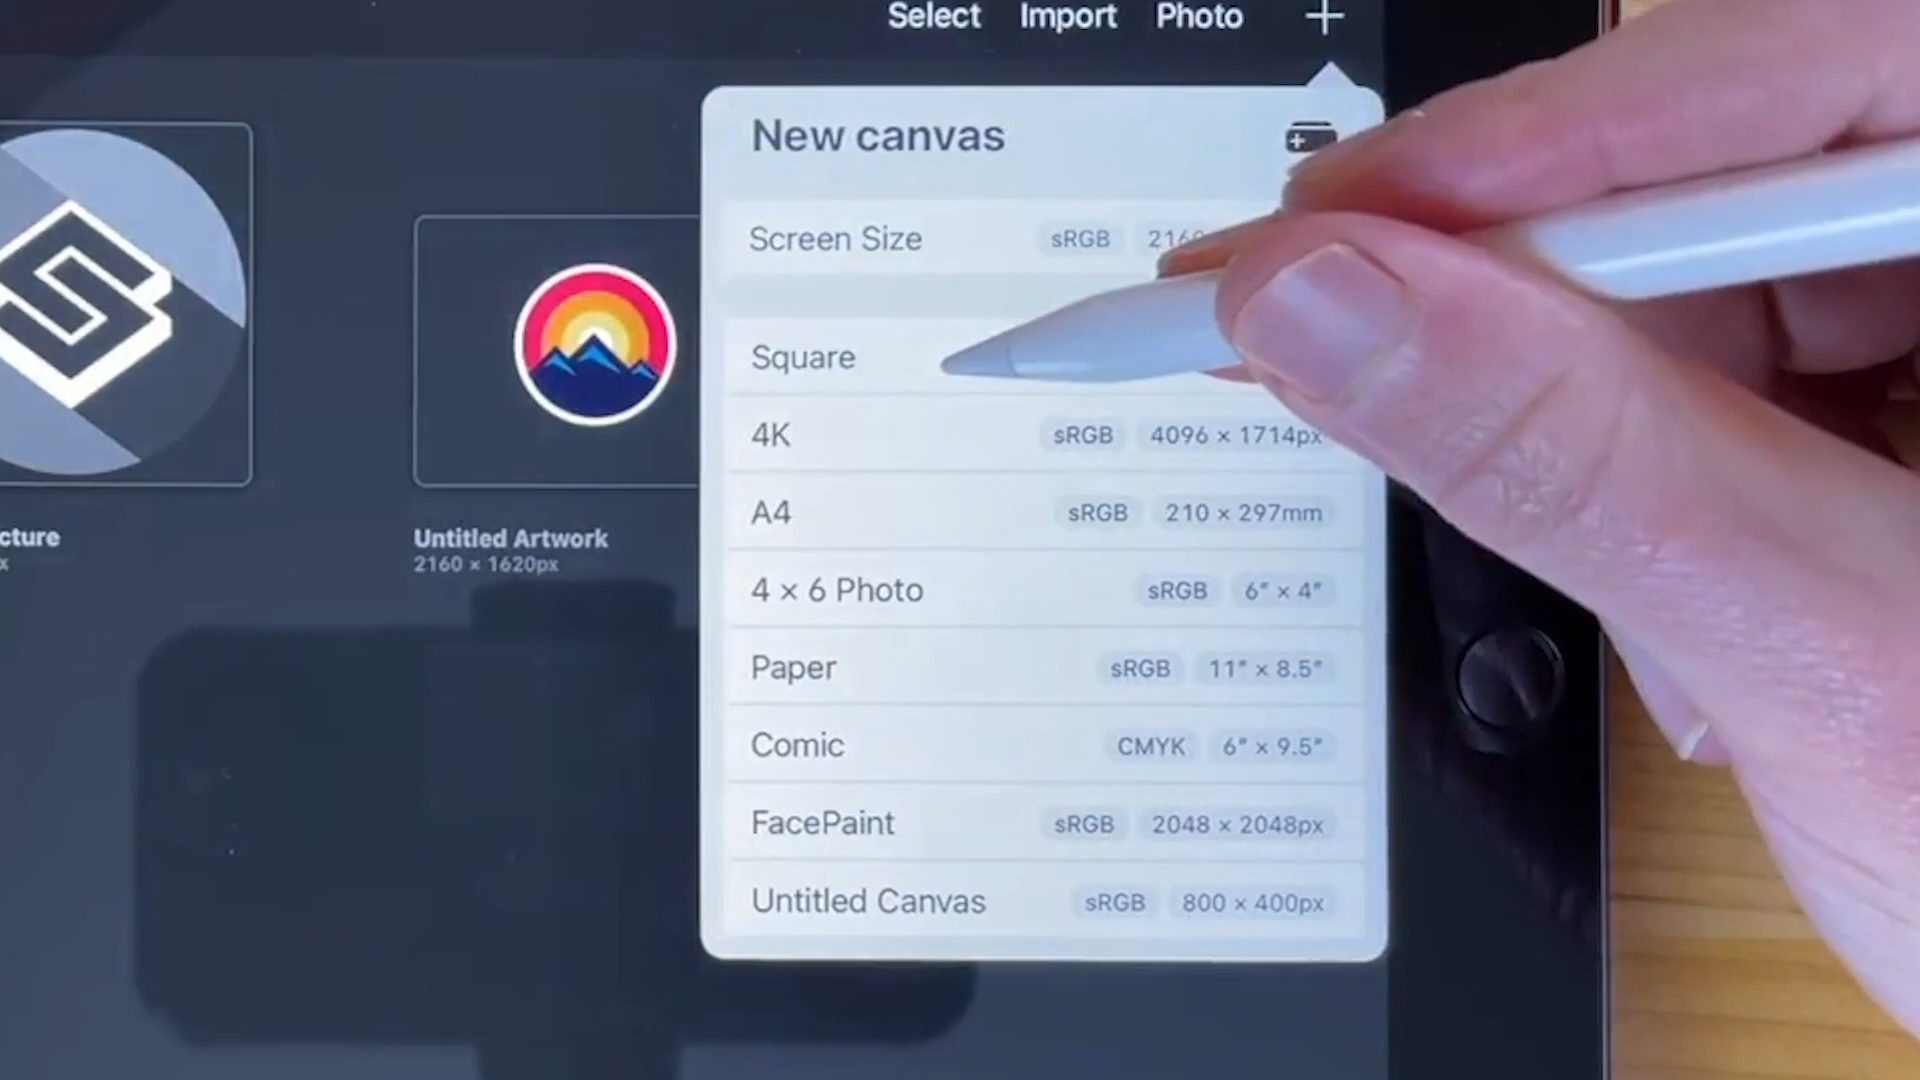 Select Import Photo
New canvas
Screen Size sRGB 2160
Square
4K sRGB 4096 × 1714px
A4 sRGB 210 × 297mm
4 × 6 Photo sRGB 6" × 4"
Paper sRGB 11" × 8.5"
Comic CMYK 6" × 9.5"
FacePaint sRGB 2048 × 2048px
Untitled Canvas sRGB 800 × 400px
cture
x
Untitled Artwork
2160 × 1620px